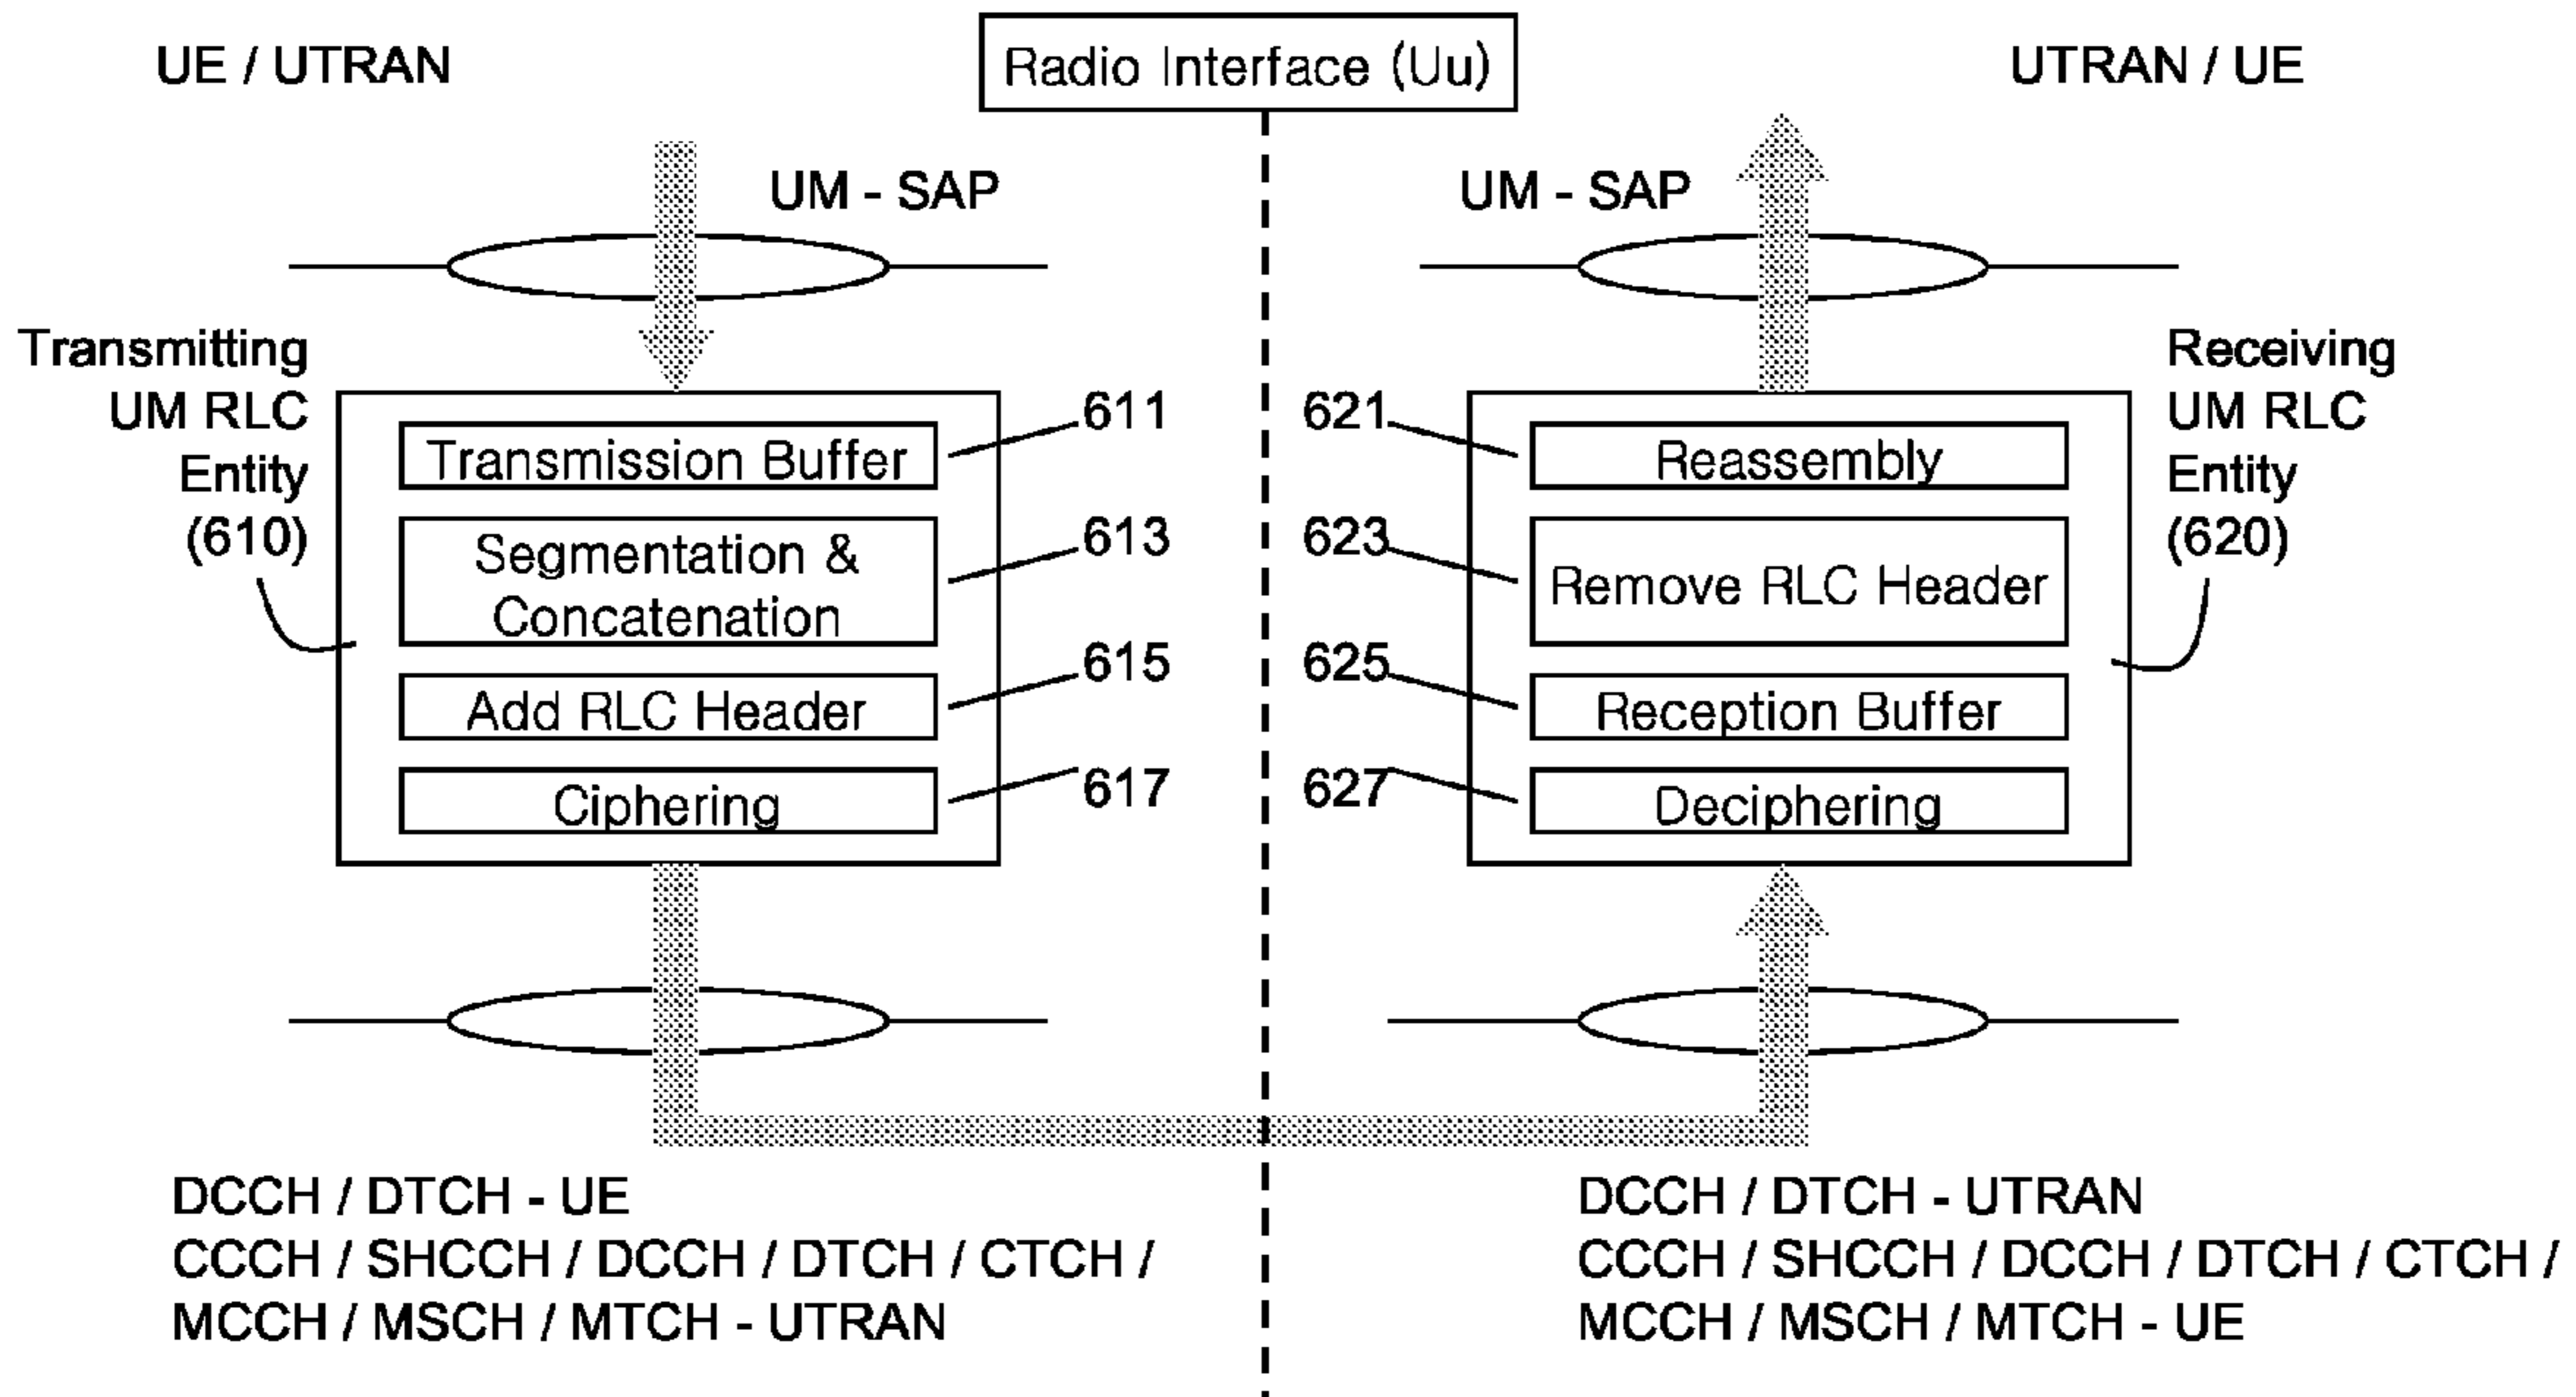 UE / UTRAN
Radio Interface (Uu)
UTRAN / UE
UM - SAP
UM - SAP
Transmitting
UM RLC
Entity
(610)
Transmission Buffer
611
Segmentation &
Concatenation
613
Add RLC Header
615
Ciphering
617
621
Reassembly
623
Remove RLC Header
625
Reception Buffer
627
Deciphering
Receiving
UM RLC
Entity
(620)
DCCH / DTCH - UE
CCCH / SHCCH / DCCH / DTCH / CTCH /
MCCH / MSCH / MTCH - UTRAN
DCCH / DTCH - UTRAN
CCCH / SHCCH / DCCH / DTCH / CTCH /
MCCH / MSCH / MTCH - UE